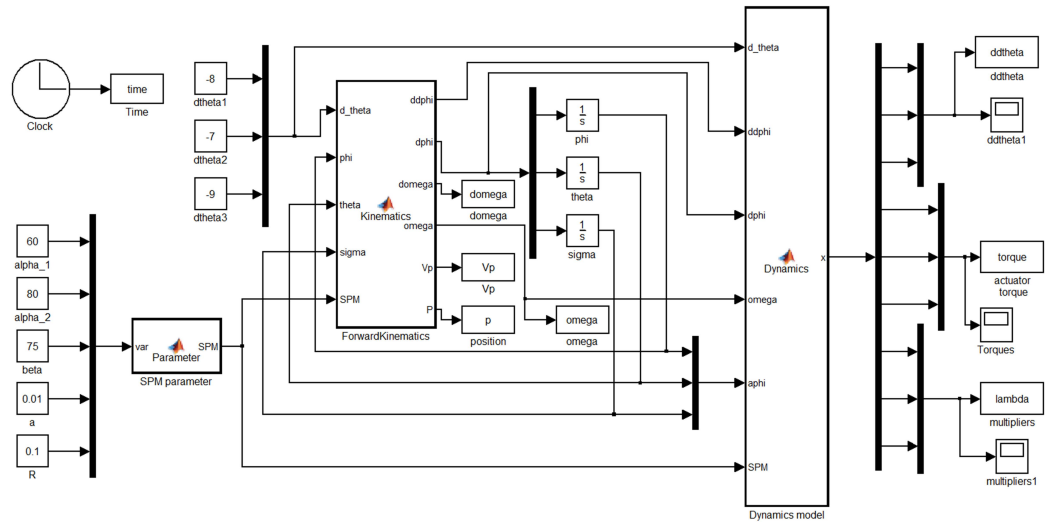 Clock
time
Time
-8
dtheta1
-7
dtheta2
-9
dtheta3
60
alpha_1
80
alpha_2
75
beta
0.01
a
0.1
R
var
Parameter
SPM
SPM parameter
d_theta
phi
theta
sigma
SPM
Kinematics
ddphi
dphi
domega
omega
Vp
P
ForwardKinematics
domega
domega
Vp
Vp
p
position
1
s
phi
1
s
theta
1
s
sigma
omega
omega
d_theta
ddphi
dphi
omega
aphi
SPM
Dynamics
x
Dynamics model
ddtheta
ddtheta
ddtheta1
torque
actuator
torque
Torques
lambda
multipliers
multipliers1